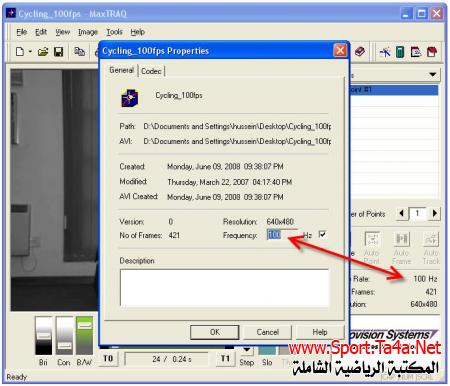 Cycling_100fps - MaxTRAQ
File Edit View Image Tools Help
Cycling_100fps Properties
General Codec
Cycling_100fps
Path: D:\Documents and Settings\hussein\Desktop\Cycling_100fp
AVI: D:\Documents and Settings\hussein\Desktop\Cycling_100fp
Created: Monday, June 09, 2008 09:38:07 PM
Modified: Thursday, March 22, 2007 04:17:40 PM
AVI Created: Monday, June 09, 2008 09:38:07 PM
Version: 0 Resolution: 640x480
No of Frames: 421 Frequency: 100 Hz
Description
OK Cancel Help
#1
er of Points 1
Auto Point Auto Frame Auto Track
Rate: 100 Hz
Frames: 421
ution: 640x480
ovision Systems
www.Sport.Ta4a.Net
المكتبة الرياضية الشاملة
Bri Con B/W T0 24 / 0.24 s T1 Step Slo
Ready
NUM